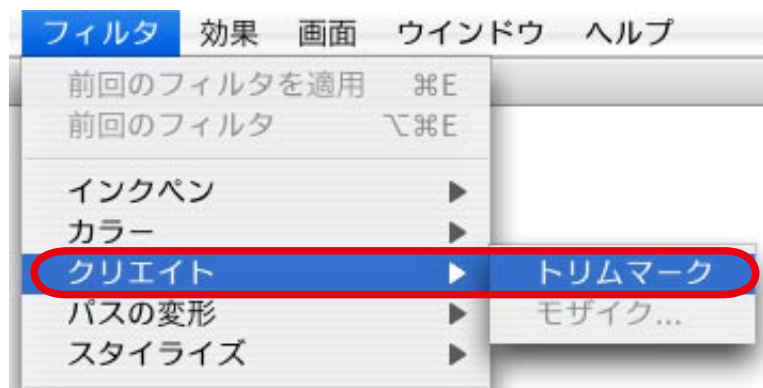 フィルタ 効果 画面 ウインドウ ヘルプ
前回のフィルタを適用 ⌘E
前回のフィルタ ⌥⌘E
インクペン
カラー
クリエイト トリムマーク
パスの変形 モザイク...
スタイライズ